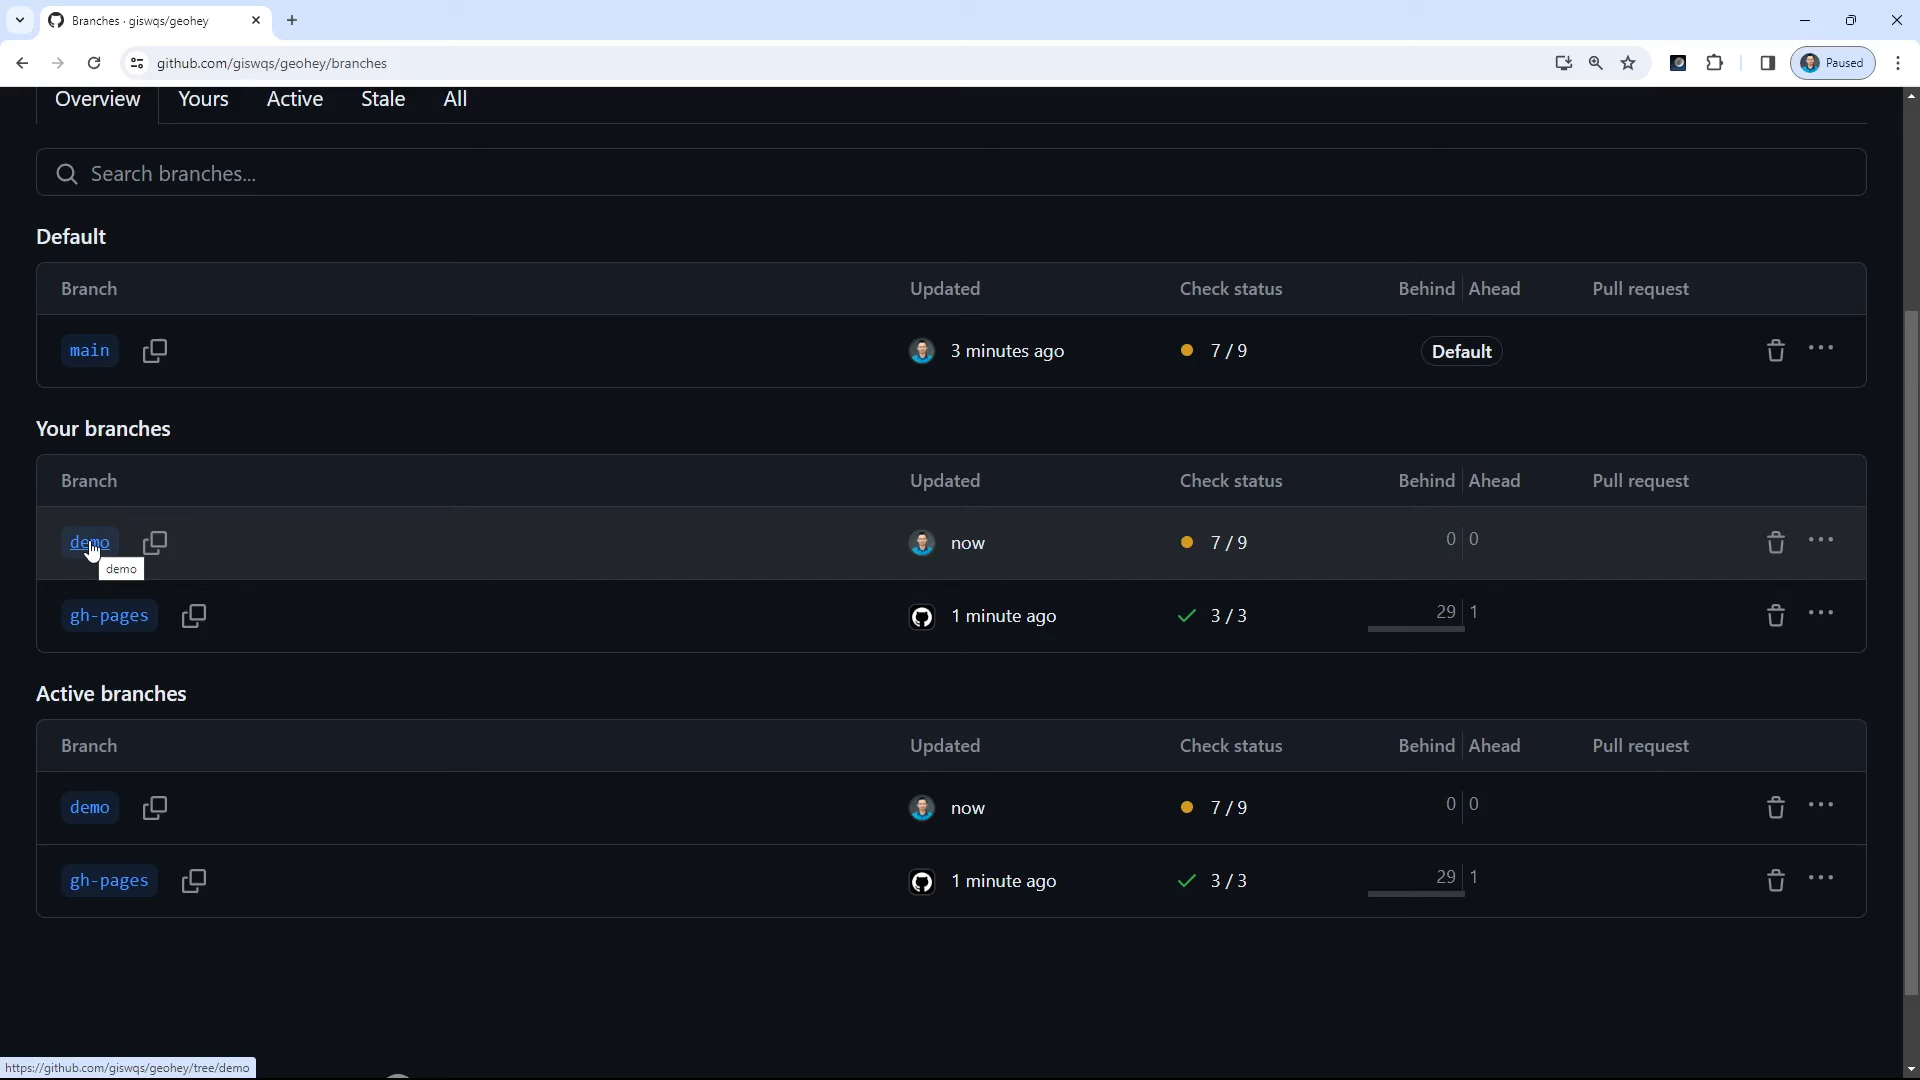 Branches · giswqs/geohey
github.com/giswqs/geohey/branches
Paused
Overview Yours Active Stale All
Search branches...
Default
Branch Updated Check status Behind Ahead Pull request
main 3 minutes ago 7 / 9 Default
Your branches
Branch Updated Check status Behind Ahead Pull request
demo now 7 / 9 0 0
demo
gh-pages 1 minute ago 3 / 3 29 1
Active branches
Branch Updated Check status Behind Ahead Pull request
demo now 7 / 9 0 0
gh-pages 1 minute ago 3 / 3 29 1
https://github.com/giswqs/geohey/tree/demo